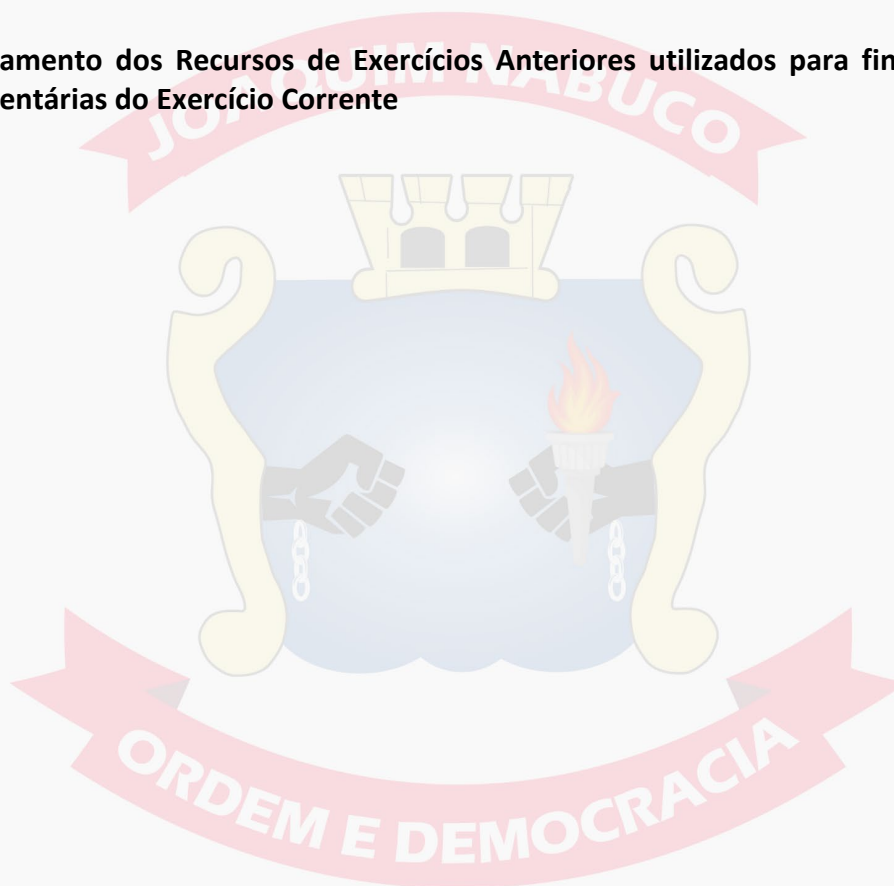 amento dos Recursos de Exercícios Anteriores utilizados para fin
entárias do Exercício Corrente
JOAQUIM NABUCO
ORDEM E DEMOCRACIA